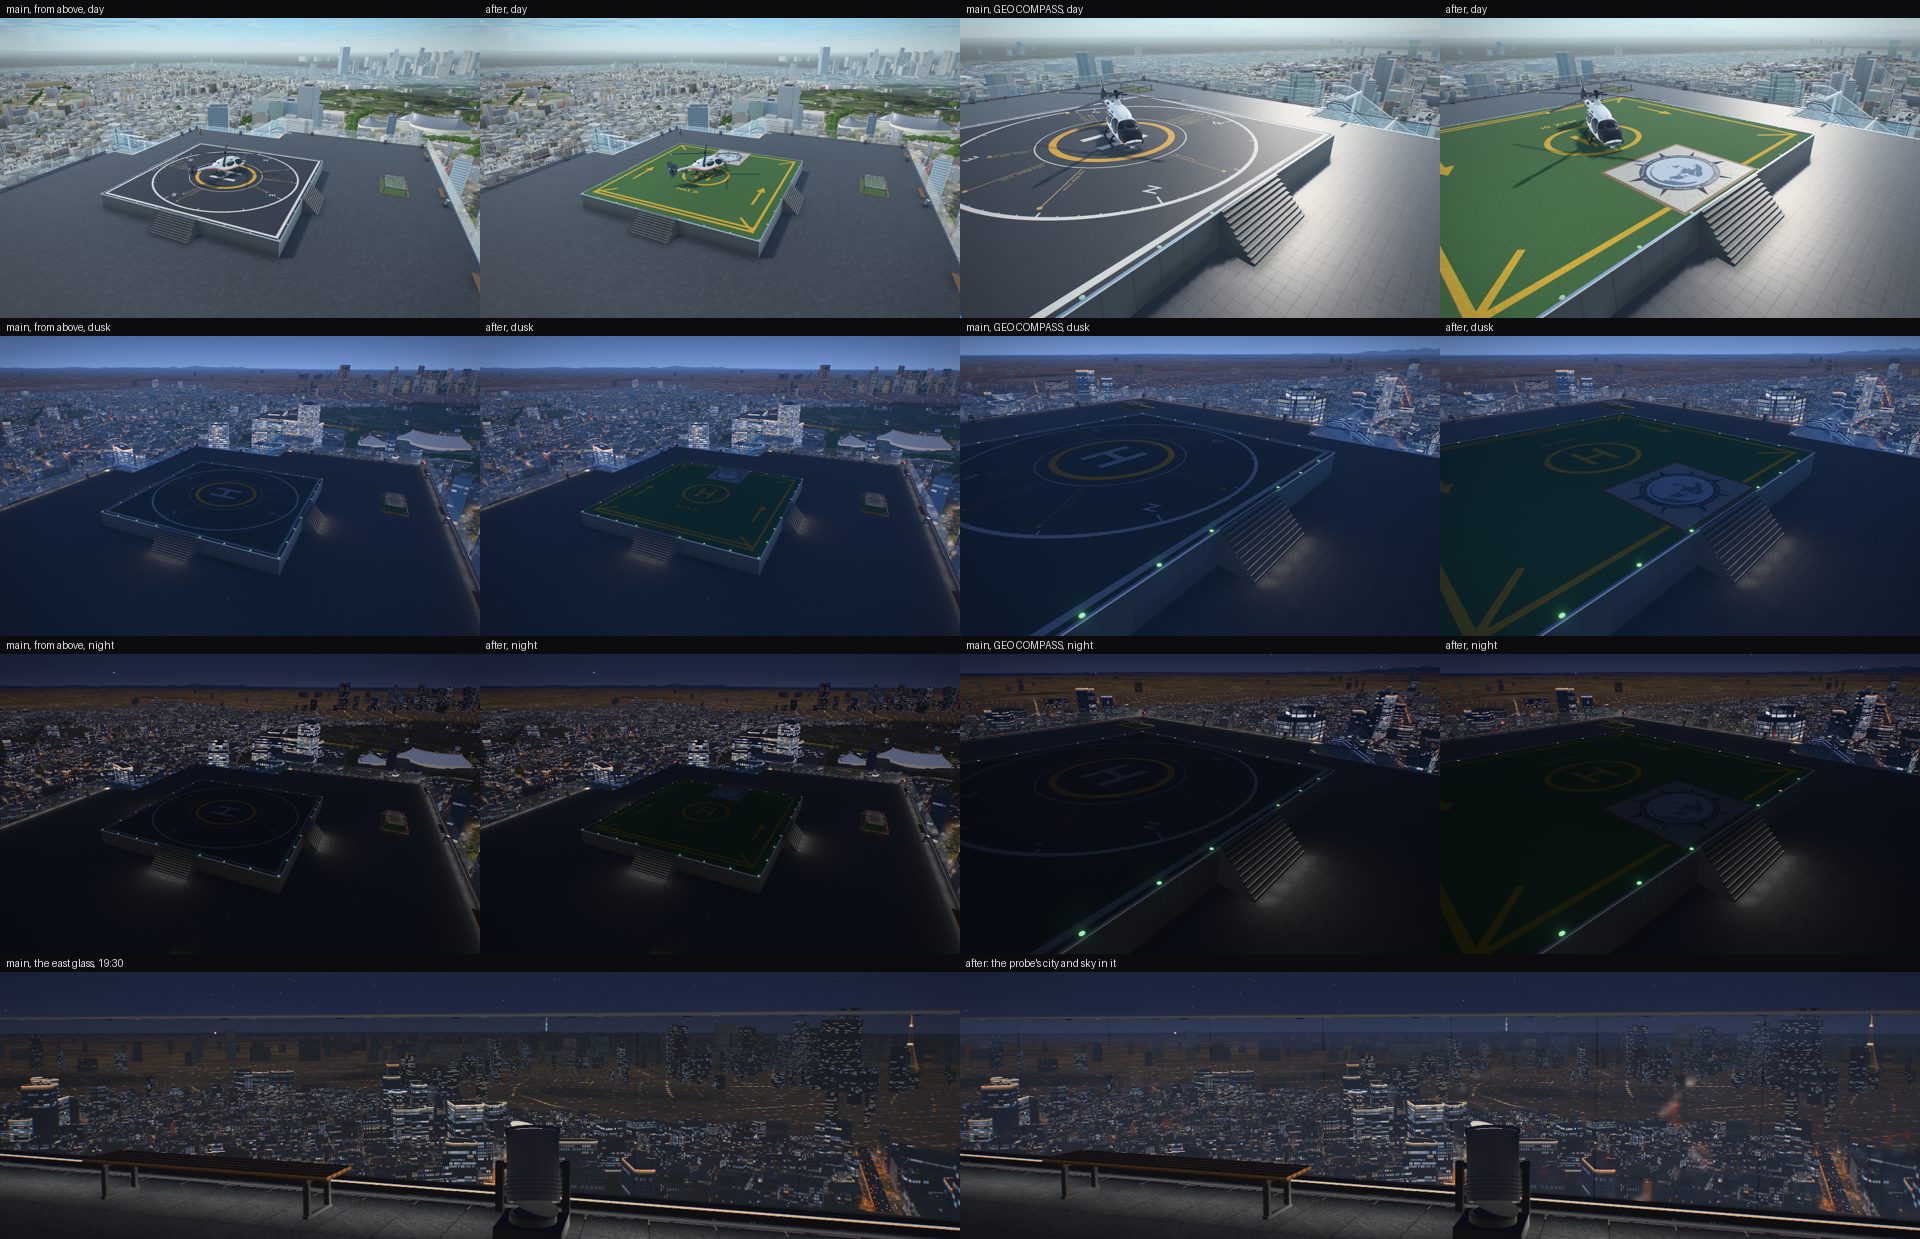 main, from above, day
after, day
main, GEO COMPASS, day
after, day
N
main, from above, dusk
after, dusk
main, GEO COMPASS, dusk
after, dusk
H
H
H
H
N
main, from above, night
after, night
main, GEO COMPASS, night
after, night
H
H
H
H
N
main, the east glass, 19:30
after: the probe's city and sky in it